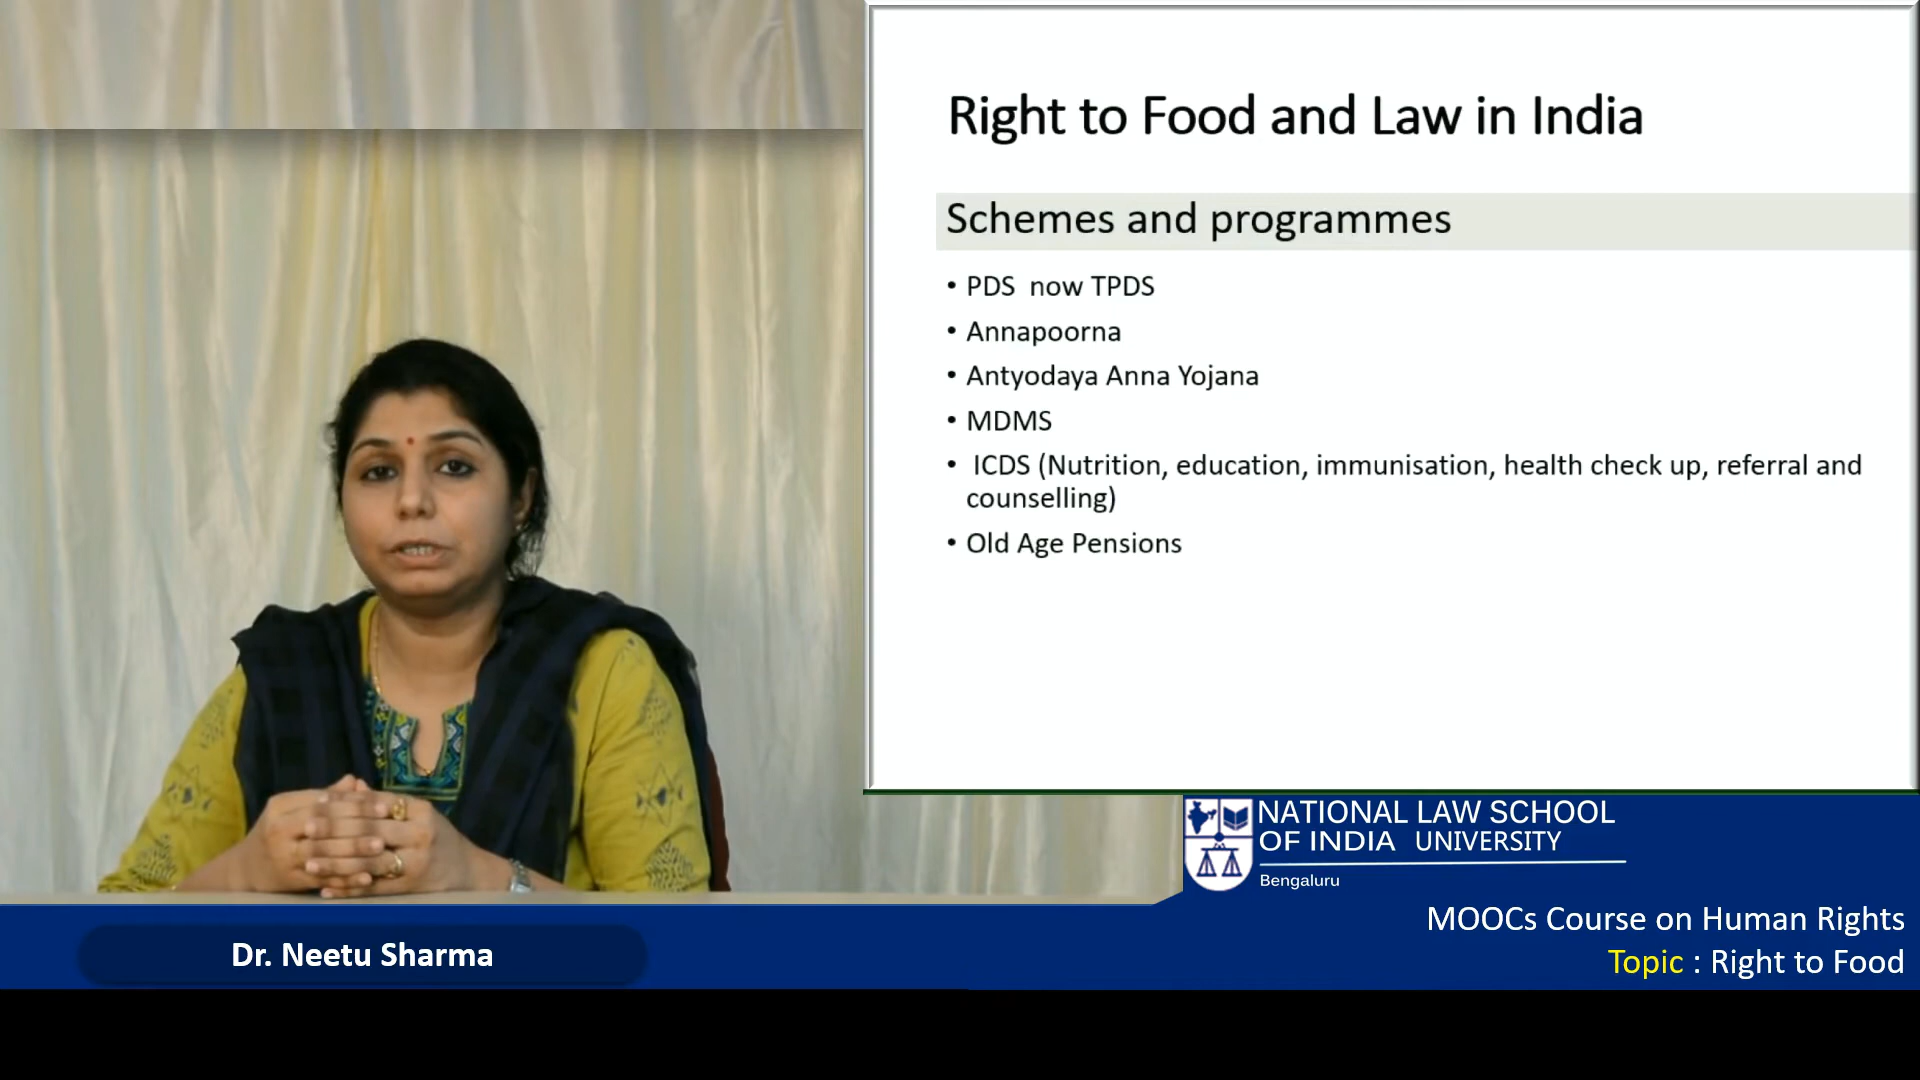 Right to Food and Law in India
Schemes and programmes
• PDS now TPDS
• Annapoorna
• Antyodaya Anna Yojana
• MDMS
• ICDS (Nutrition, education, immunisation, health check up, referral and
counselling)
• Old Age Pensions
NATIONAL LAW SCHOOL
OF INDIA UNIVERSITY
Bengaluru
MOOCs Course on Human Rights
Topic : Right to Food
Dr. Neetu Sharma